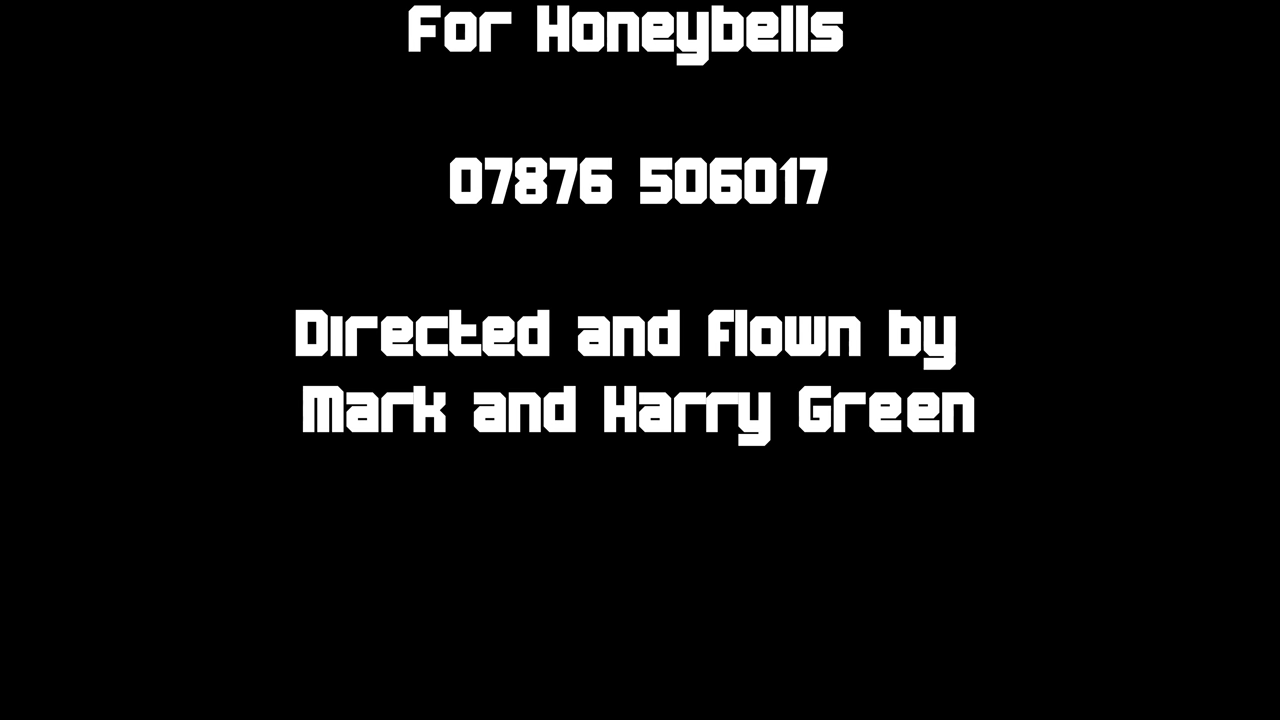 For Honeybells
07876 506017
Directed and flown by
Mark and Harry Green